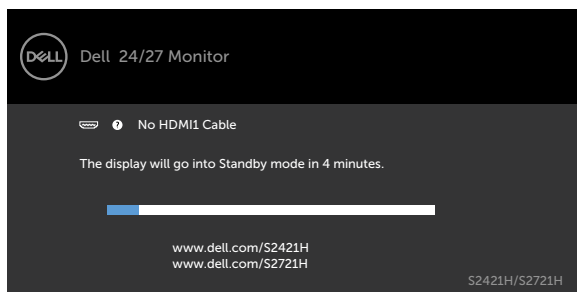 DELL
Dell 24/27 Monitor
? No HDMI1 Cable
The display will go into Standby mode in 4 minutes.
www.dell.com/S2421H
www.dell.com/S2721H
S2421H/S2721H